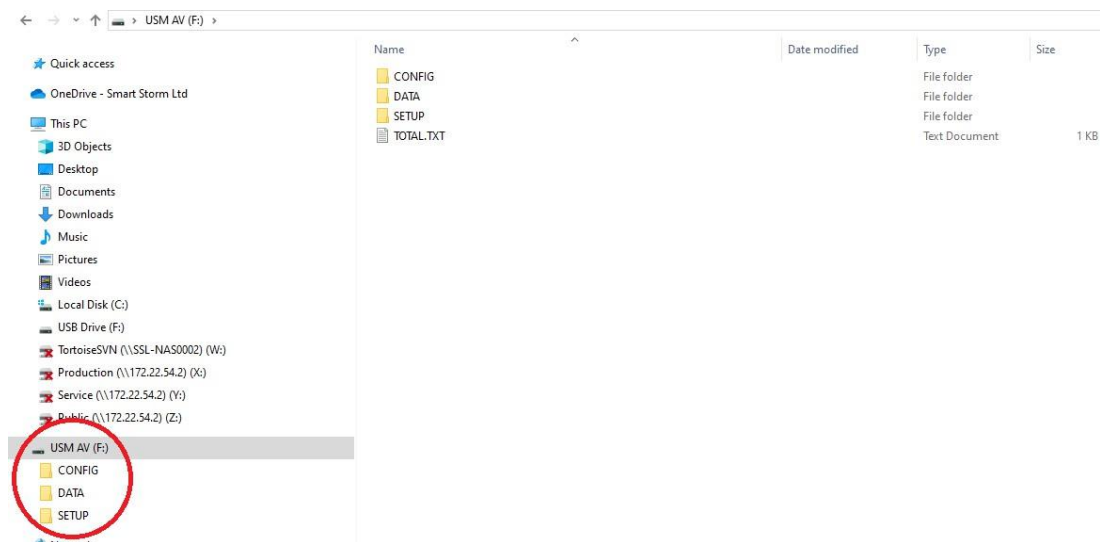 USM AV (F:)
Name Date modified Type Size
Quick access
OneDrive - Smart Storm Ltd
This PC
3D Objects
Desktop
Documents
Downloads
Music
Pictures
Videos
Local Disk (C:)
USB Drive (F:)
TortoiseSVN (\\SSL-NAS0002) (W:)
Production (\\172.22.54.2) (X:)
Service (\\172.22.54.2) (Y:)
Public (\\172.22.54.2) (Z:)
USM AV (F:)
CONFIG
DATA
SETUP
CONFIG File folder
DATA File folder
SETUP File folder
TOTAL.TXT Text Document 1 KB